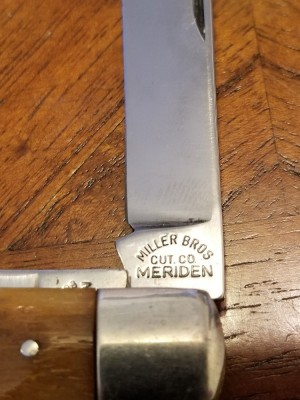 MILLER BROS
CUT. CO.
MERIDEN